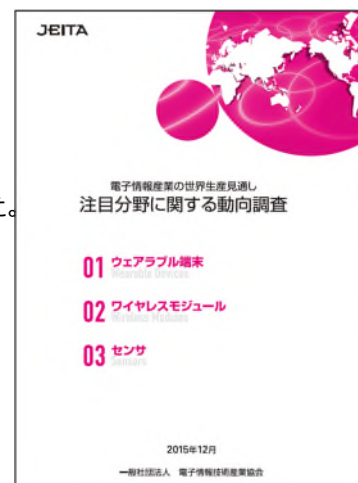 JEITA
電子情報産業の世界生産見通し
注目分野に関する動向調査
た。
01 ウェアラブル端末
Wearable Devices
02 ワイヤレスモジュール
Wireless Modules
03 センサ
Sensors
2015年12月
一般社団法人 電子情報技術産業協会